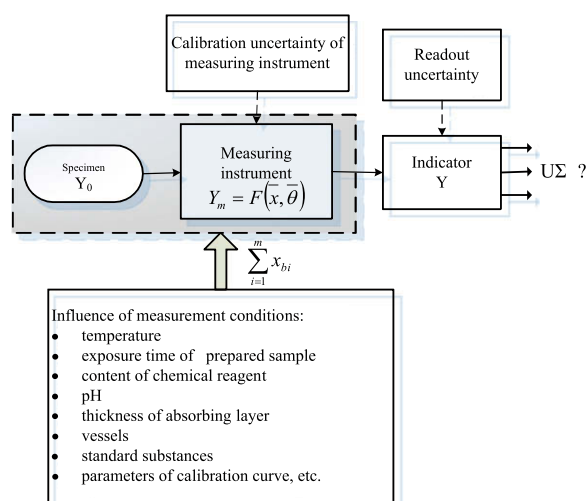 Calibration uncertainty of
measuring instrument
Readout
uncertainty
Specimen
Y₀
Measuring
instrument
Yₘ = F(x̅, θ̅)
Indicator
Y
UΣ ?
m
∑ x_{bi}
i=1
Influence of measurement conditions:
• temperature
• exposure time of prepared sample
• content of chemical reagent
• pH
• thickness of absorbing layer
• vessels
• standard substances
• parameters of calibration curve, etc.